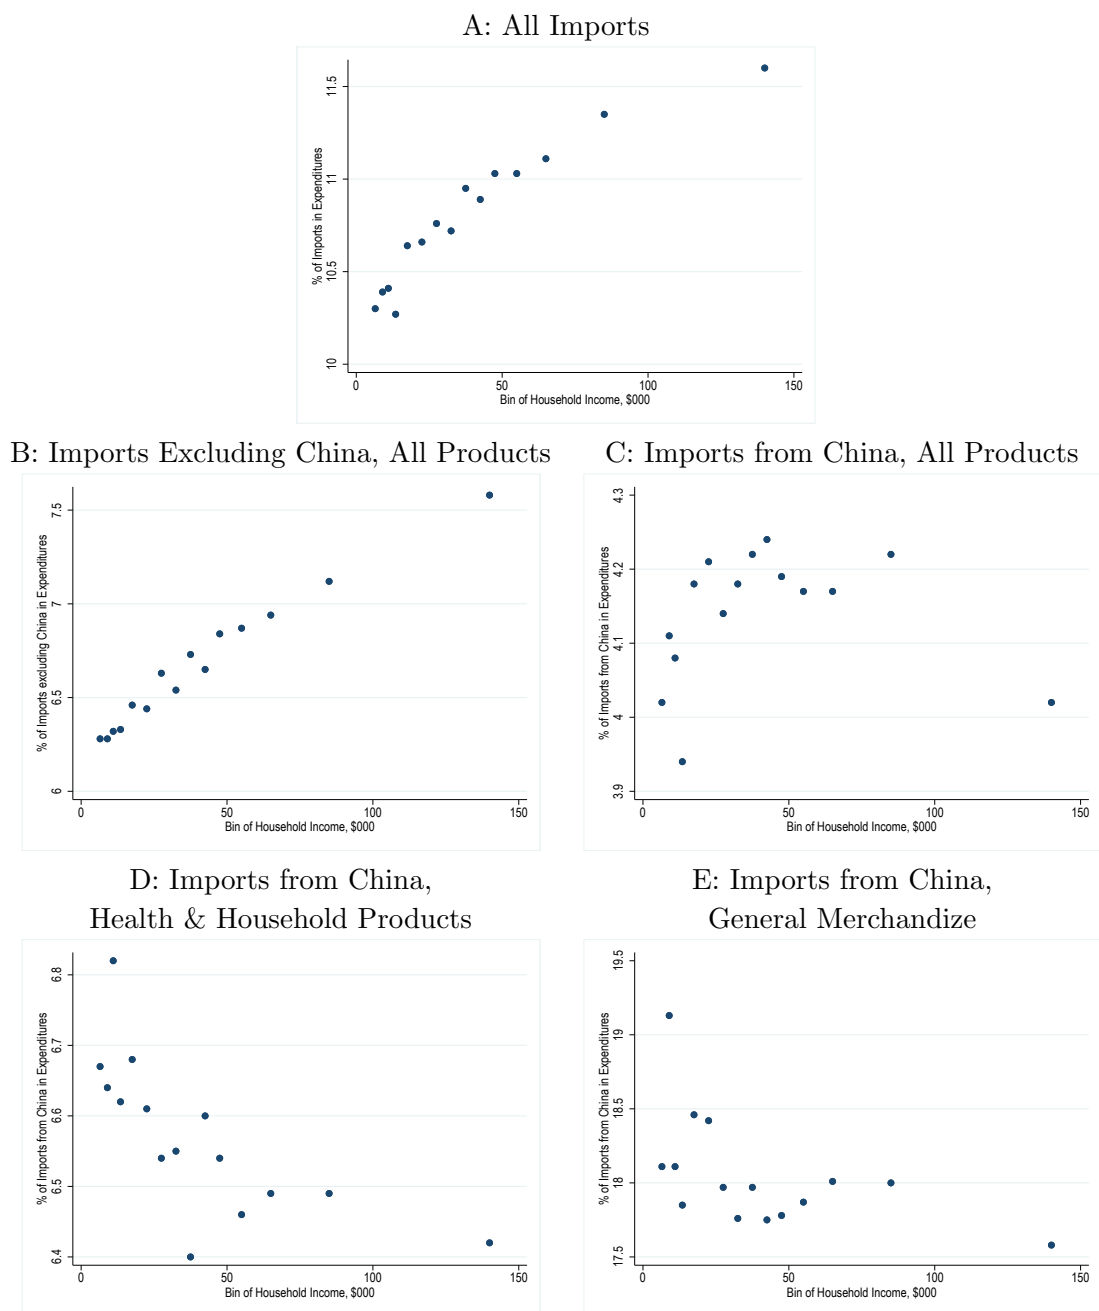 A: All Imports
% of Imports in Expenditures
11.5
11
10.5
10
0 50 100 150
Bin of Household Income, $000
B: Imports Excluding China, All Products
% of Imports excluding China in Expenditures
7.5
7
6.5
6
0 50 100 150
Bin of Household Income, $000
C: Imports from China, All Products
% of Imports from China in Expenditures
4.3
4.2
4.1
4
3.9
0 50 100 150
Bin of Household Income, $000
D: Imports from China,
Health & Household Products
% of Imports from China in Expenditures
6.8
6.7
6.6
6.5
6.4
0 50 100 150
Bin of Household Income, $000
E: Imports from China,
General Merchandize
% of Imports from China in Expenditures
19.5
19
18.5
18
17.5
0 50 100 150
Bin of Household Income, $000